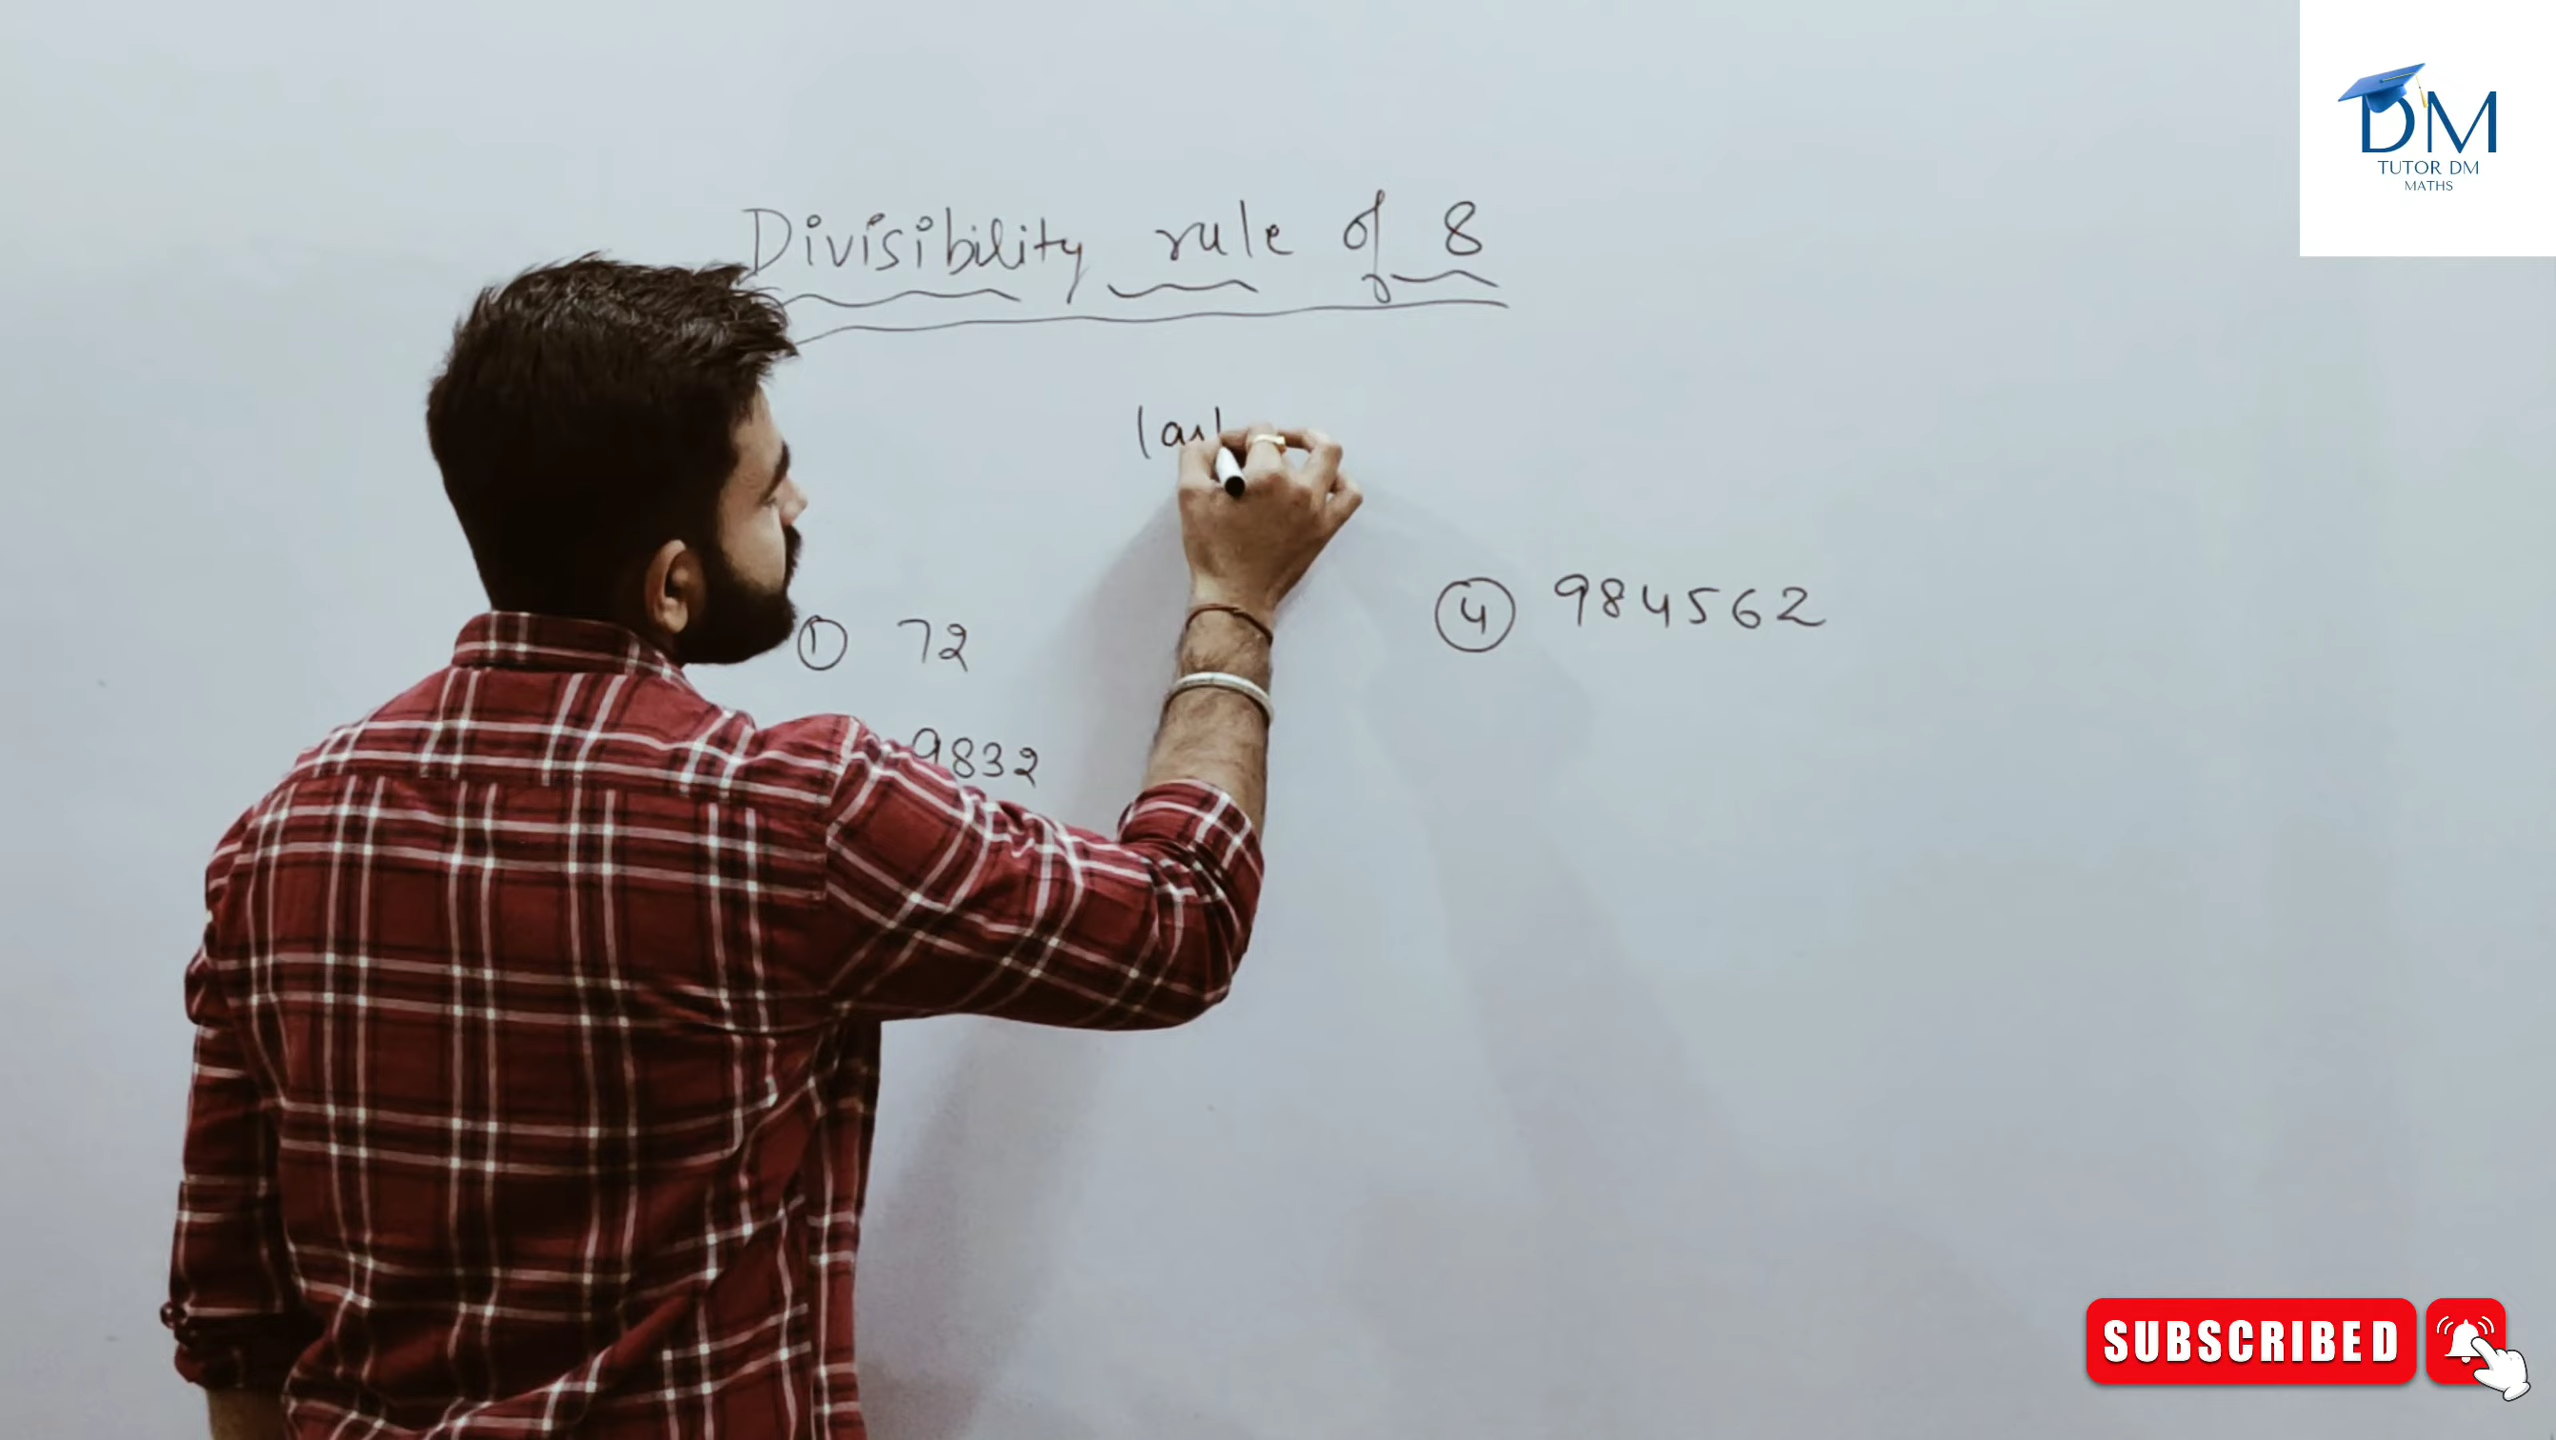 DM
TUTOR DM
MATHS
Divisibility rule of 8
① 72
9832
④ 984562
SUBSCRIBED